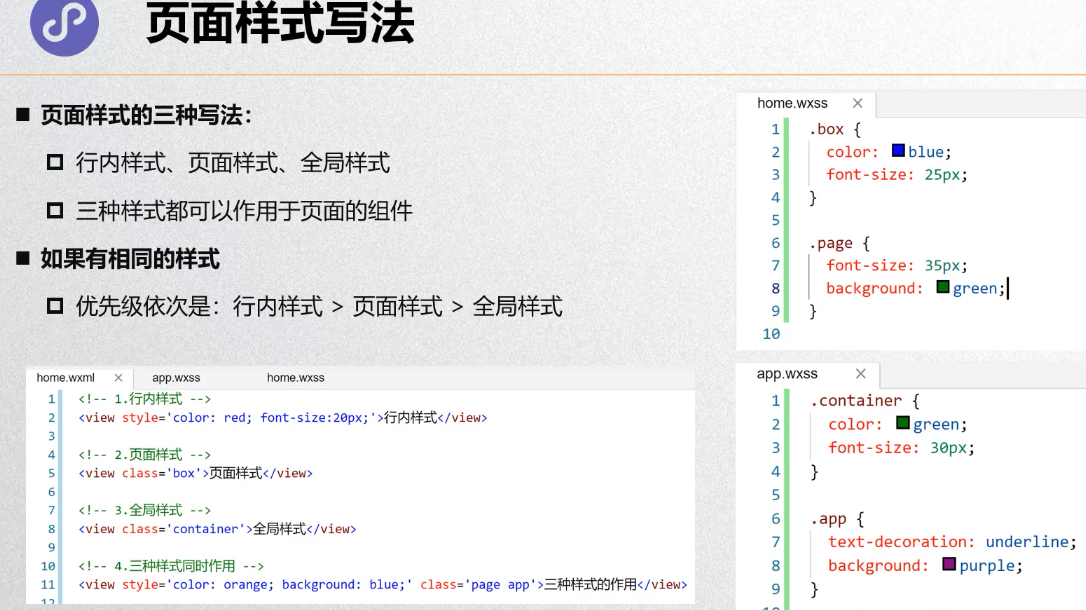 页面样式写法
■ 页面样式的三种写法：
行内样式、页面样式、全局样式
三种样式都可以作用于页面的组件
■ 如果有相同的样式
优先级依次是：行内样式 > 页面样式 > 全局样式
home.wxml × app.wxss home.wxss
1 <!-- 1.行内样式 -->
2 <view style='color: red; font-size:20px;'>行内样式</view>
3
4 <!-- 2.页面样式 -->
5 <view class='box'>页面样式</view>
6
7 <!-- 3.全局样式 -->
8 <view class='container'>全局样式</view>
9
10 <!-- 4.三种样式同时作用 -->
11 <view style='color: orange; background: blue;' class='page app'>三种样式的作用</view>
12
home.wxss ×
1 .box {
2 color: blue;
3 font-size: 25px;
4 }
5
6 .page {
7 font-size: 35px;
8 background: green;
9 }
10
app.wxss ×
1 .container {
2 color: green;
3 font-size: 30px;
4 }
5
6 .app {
7 text-decoration: underline;
8 background: purple;
9 }
10